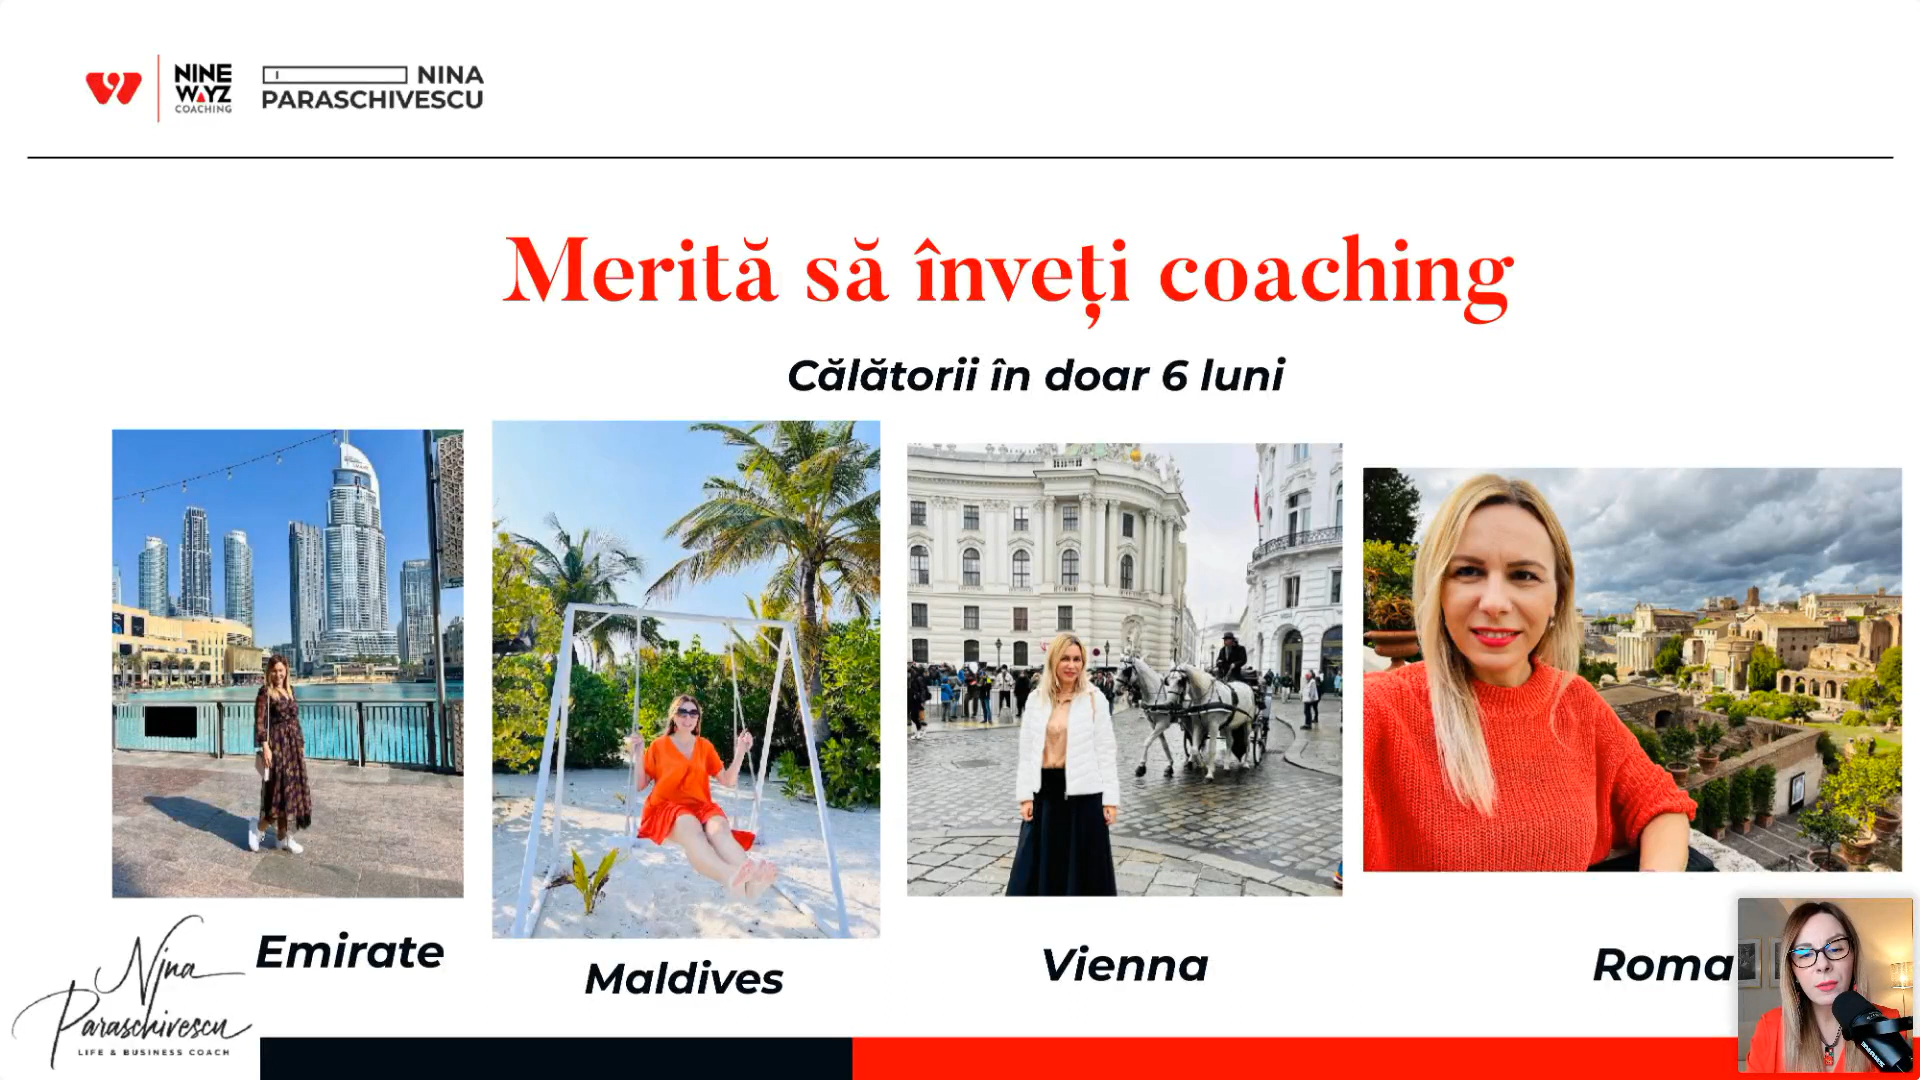 NINE
WAYZ
COACHING
NINA
PARASCHIVESCU
Merită să înveți coaching
Călătorii în doar 6 luni
Emirate
Maldives
Vienna
Roma
Nina
Paraschivescu
LIFE & BUSINESS COACH